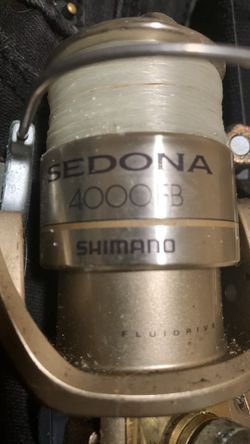 SEDONA
4000FB
SHIMANO
FLUIDRIVE